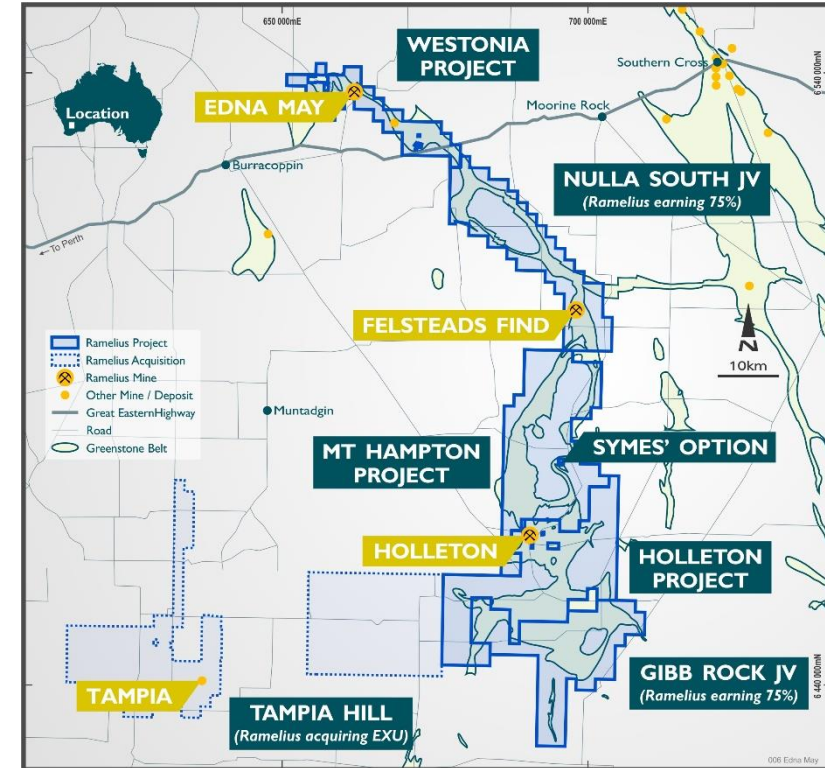 650 000mE
700 000mE
WESTONIA
PROJECT
Southern Cross
6 540 000mN
EDNA MAY
Location
Moorine Rock
Burracoppin
NULLA SOUTH JV
(Ramelius earning 75%)
← To Perth
FELSTEADS FIND
N
10km
Ramelius Project
Ramelius Acquisition
Ramelius Mine
Other Mine / Deposit
Great EasternHighway
Road
Greenstone Belt
Muntadgin
MT HAMPTON
PROJECT
SYMES' OPTION
HOLLETON
HOLLETON
PROJECT
TAMPIA
GIBB ROCK JV
(Ramelius earning 75%)
6 440 000mN
TAMPIA HILL
(Ramelius acquiring EXU)
006 Edna May